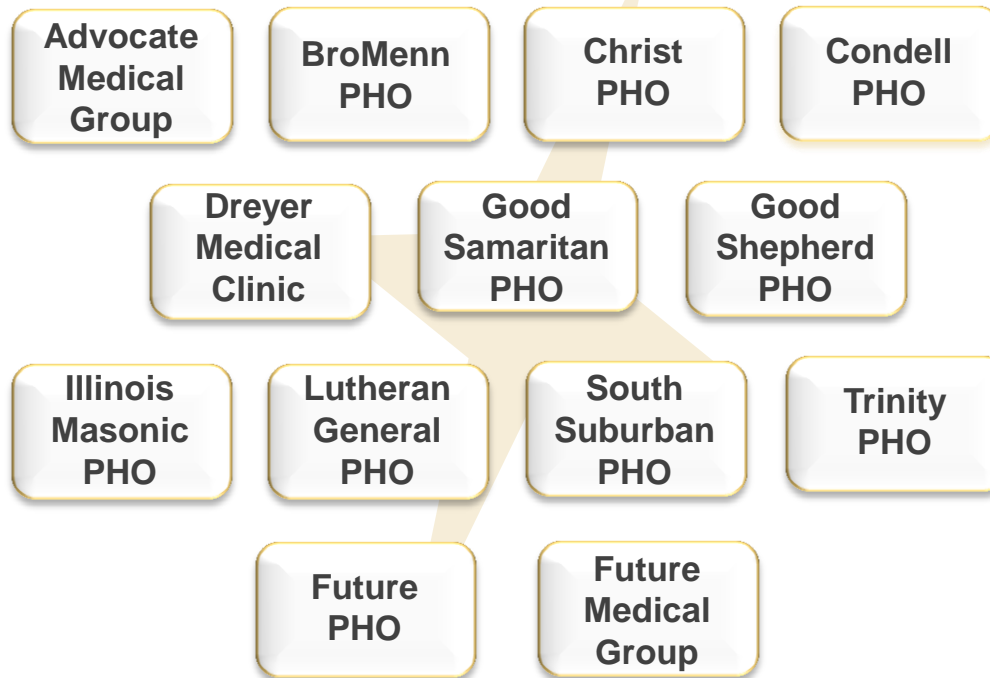 Advocate
Medical
Group
BroMenn
PHO
Christ
PHO
Condell
PHO
Dreyer
Medical
Clinic
Good
Samaritan
PHO
Good
Shepherd
PHO
Illinois
Masonic
PHO
Lutheran
General
PHO
South
Suburban
PHO
Trinity
PHO
Future
PHO
Future
Medical
Group